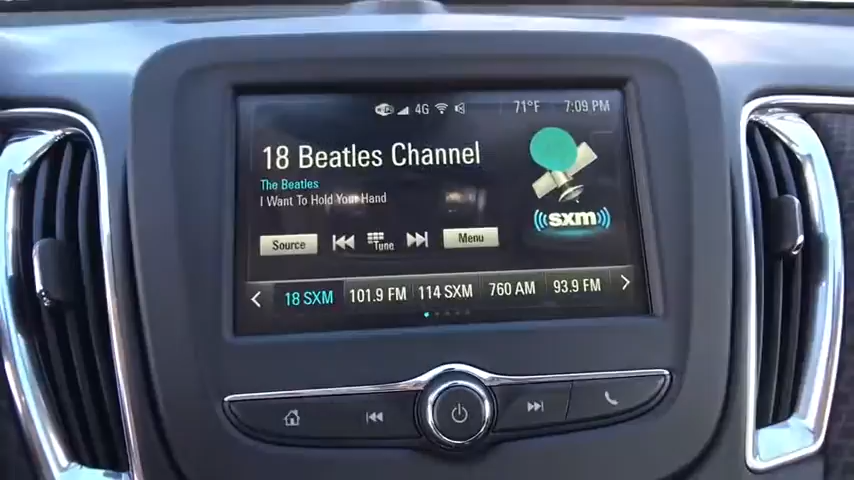 4G 71°F 7:09 PM
18 Beatles Channel
The Beatles
I Want To Hold Your Hand
sxm
Source Tune Menu
18 SXM 101.9 FM 114 SXM 760 AM 93.9 FM